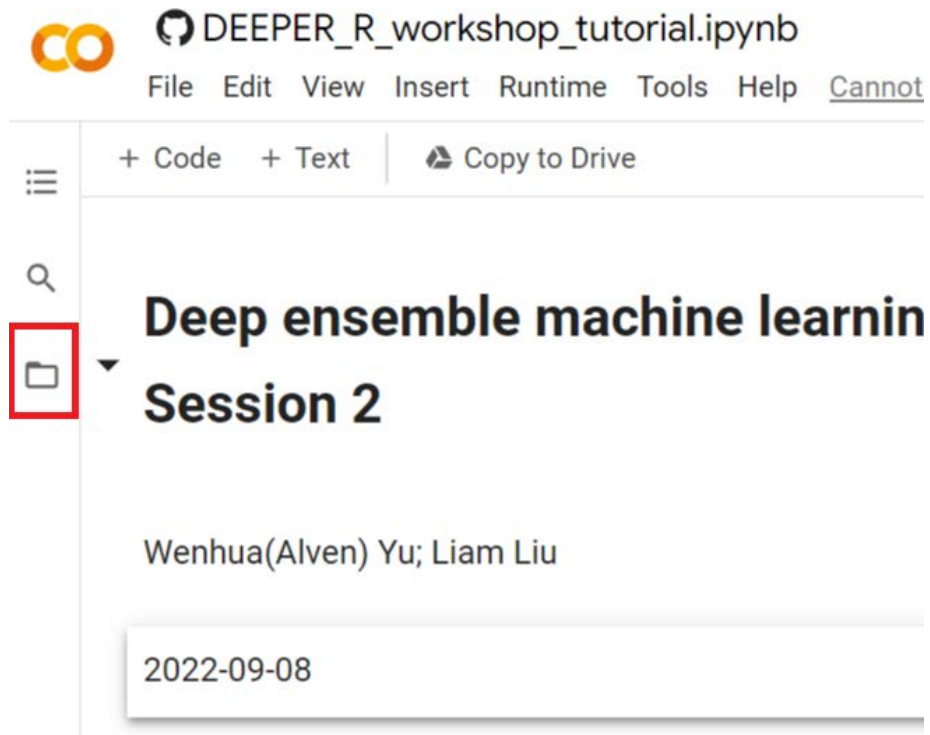 DEEPER_R_workshop_tutorial.ipynb
File Edit View Insert Runtime Tools Help Cannot
+ Code + Text Copy to Drive
Deep ensemble machine learnin
Session 2
Wenhua(Alven) Yu; Liam Liu
2022-09-08